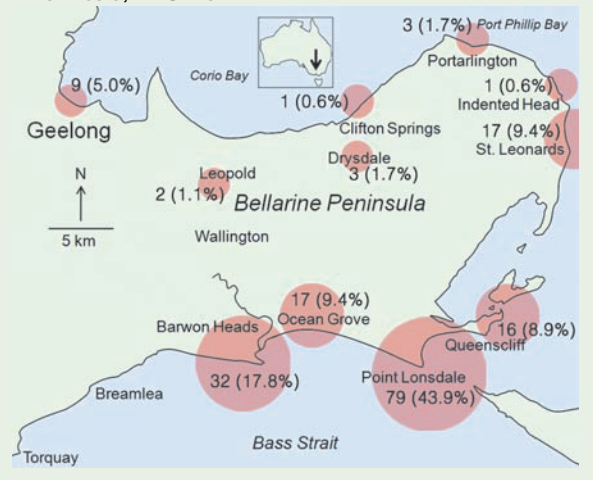 3 (1.7%)
Port Phillip Bay
Portarlington
9 (5.0%)
Corio Bay
1 (0.6%)
Indented Head
1 (0.6%)
Geelong
Clifton Springs
17 (9.4%)
St. Leonards
Drysdale
3 (1.7%)
Leopold
2 (1.1%)
N
5 km
Bellarine Peninsula
Wallington
17 (9.4%)
Ocean Grove
Barwon Heads
16 (8.9%)
Queenscliff
32 (17.8%)
Point Lonsdale
79 (43.9%)
Breamlea
Bass Strait
Torquay